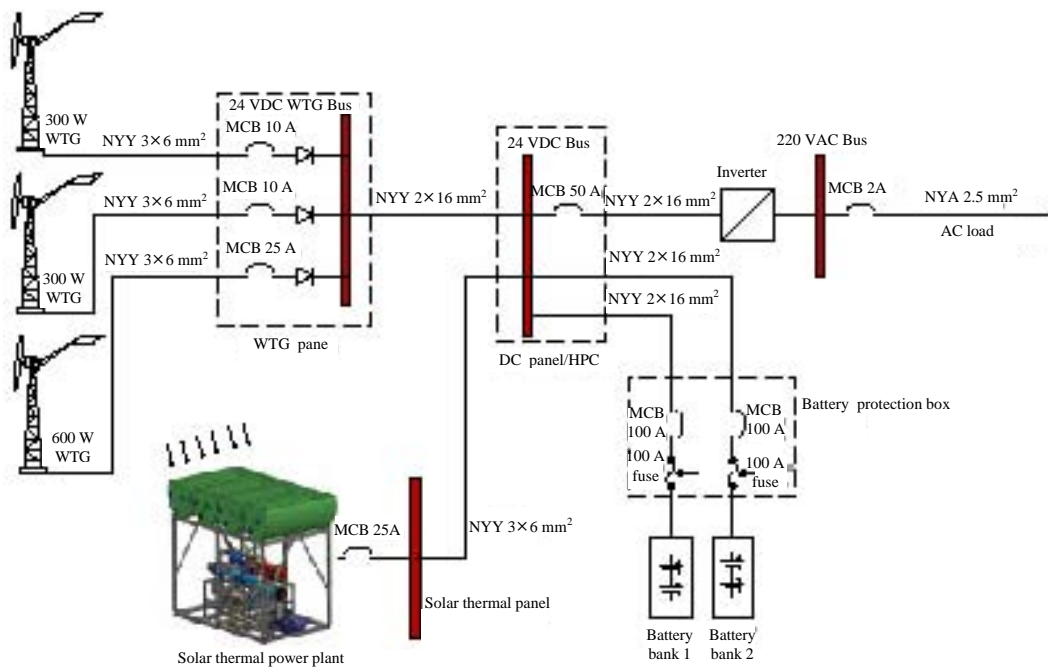 300 W
WTG
NYY 3×6 mm²
24 VDC WTG Bus
MCB 10 A
MCB 10 A
NYY 3×6 mm²
MCB 25 A
NYY 3×6 mm²
300 W
WTG
WTG pane
600 W
WTG
NYY 2×16 mm²
24 VDC Bus
MCB 50 A
NYY 2×16 mm²
Inverter
220 VAC Bus
MCB 2A
NYA 2.5 mm²
AC load
NYY 2×16 mm²
NYY 2×16 mm²
DC panel/HPC
Battery protection box
MCB
100 A
MCB
100 A
100 A
fuse
100 A
fuse
MCB 25A
NYY 3×6 mm²
Solar thermal panel
Solar thermal power plant
Battery
bank 1
Battery
bank 2